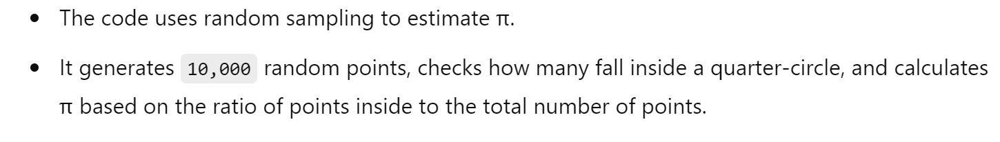 • The code uses random sampling to estimate π.
• It generates 10,000 random points, checks how many fall inside a quarter-circle, and calculates
π based on the ratio of points inside to the total number of points.